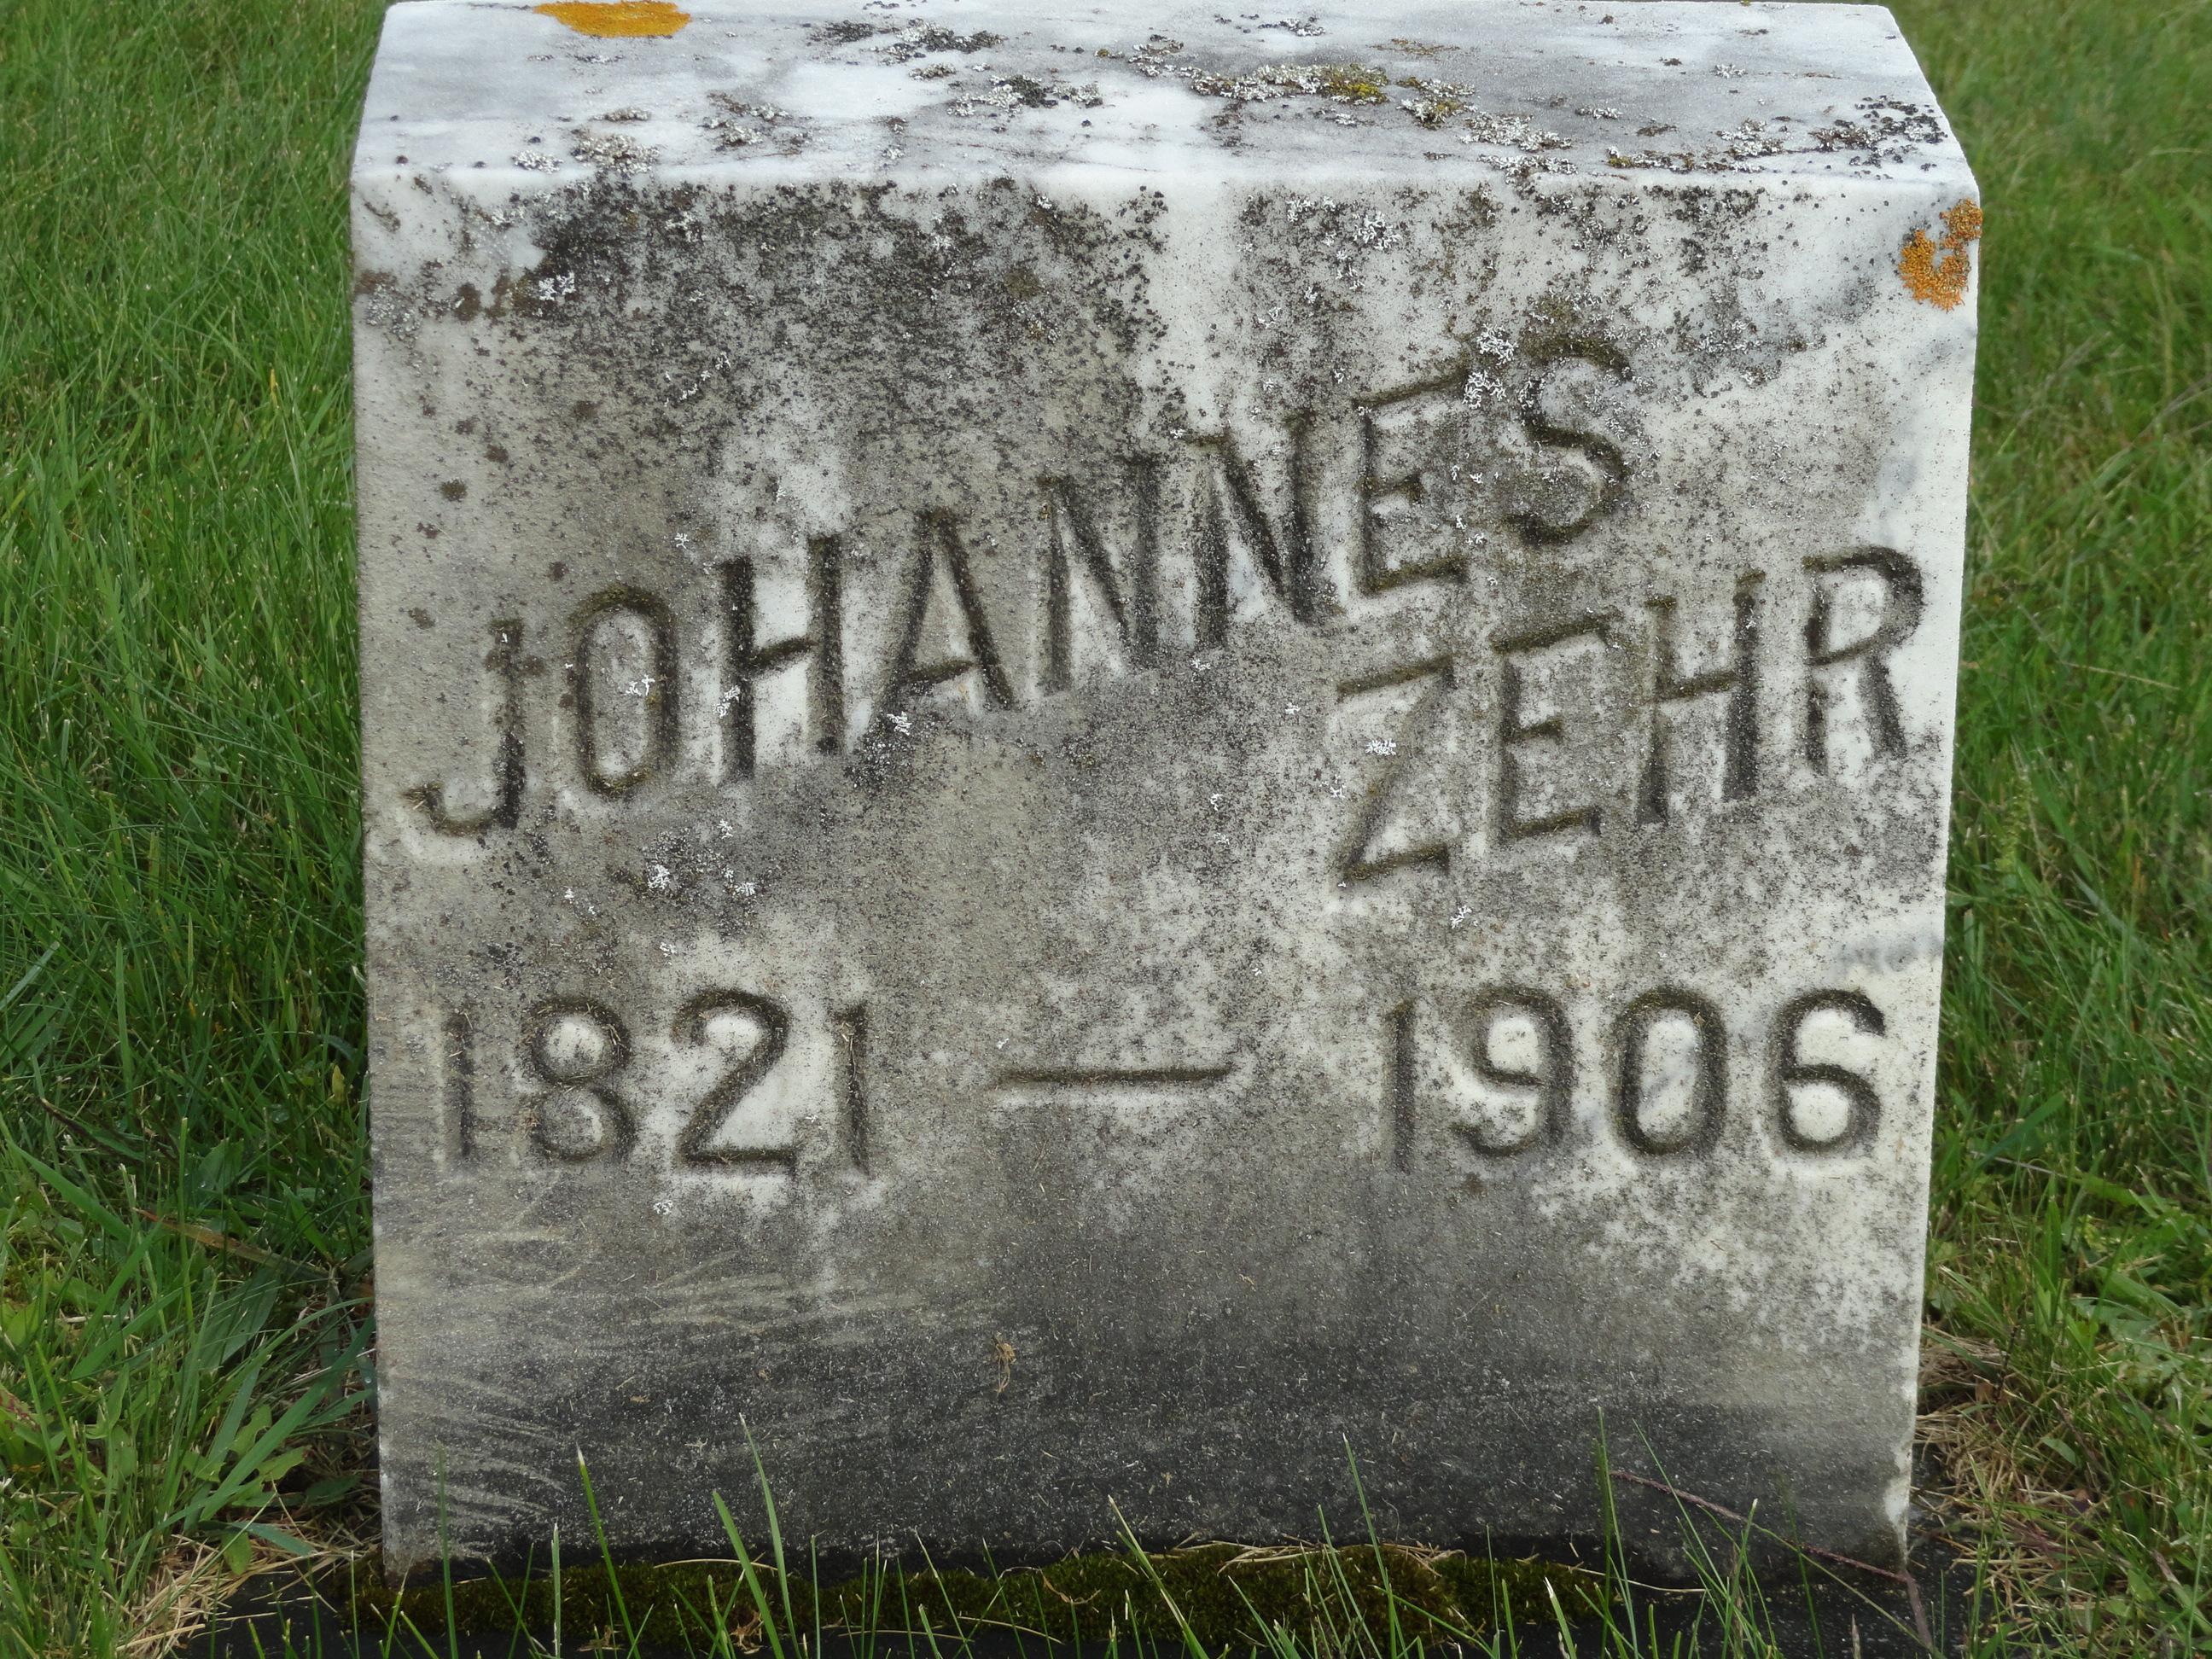 JOHANNES
ZEHR
1821 — 1906